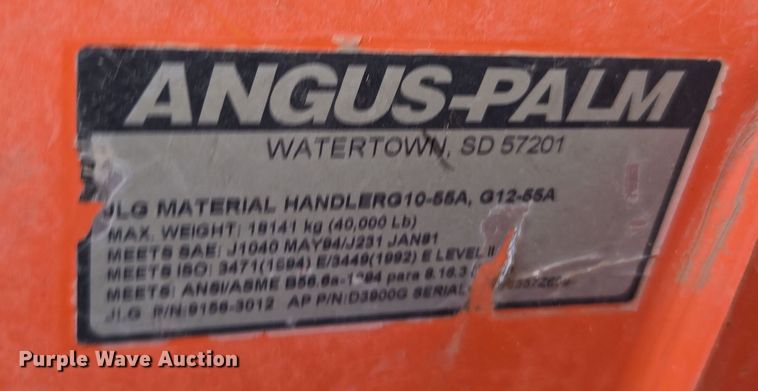 ANGUS-PALM
WATERTOWN, SD 57201
JLG MATERIAL HANDLERG10-55A, G12-55A
MAX. WEIGHT: 18141 kg (40,000 Lb)
MEETS SAE: J1040 MAY94/J231 JAN81
MEETS ISO: 3471(1994) E/3449(1992) E LEVEL II
MEETS: ANSI/ASME B56.6a-1994 para 8.16.3
JLG P/N:9156-3012 AP P/N:D3900G SERIAL
Purple Wave Auction